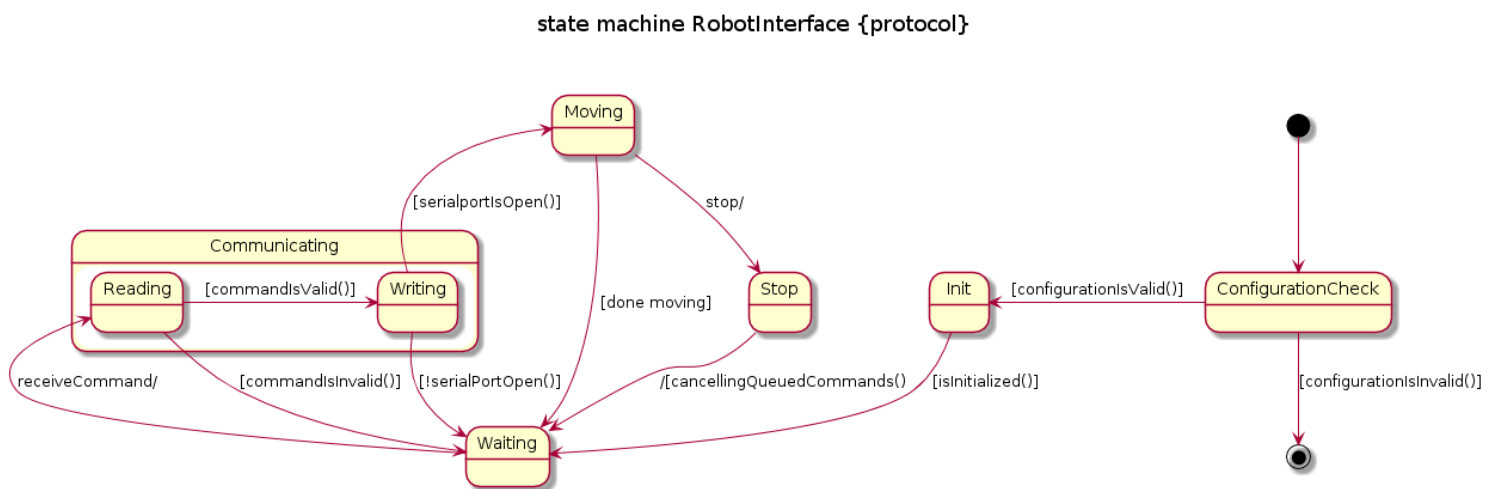 state machine RobotInterface {protocol}
Moving
[serialportIsOpen()]
stop/
Communicating
Reading
[commandIsValid()]
Writing
[done moving]
Stop
Init
[configurationIsValid()]
ConfigurationCheck
receiveCommand/
[commandIsInvalid()]
[!serialPortOpen()]
/[cancellingQueuedCommands()
[isInitialized()]
[configurationIsInvalid()]
Waiting